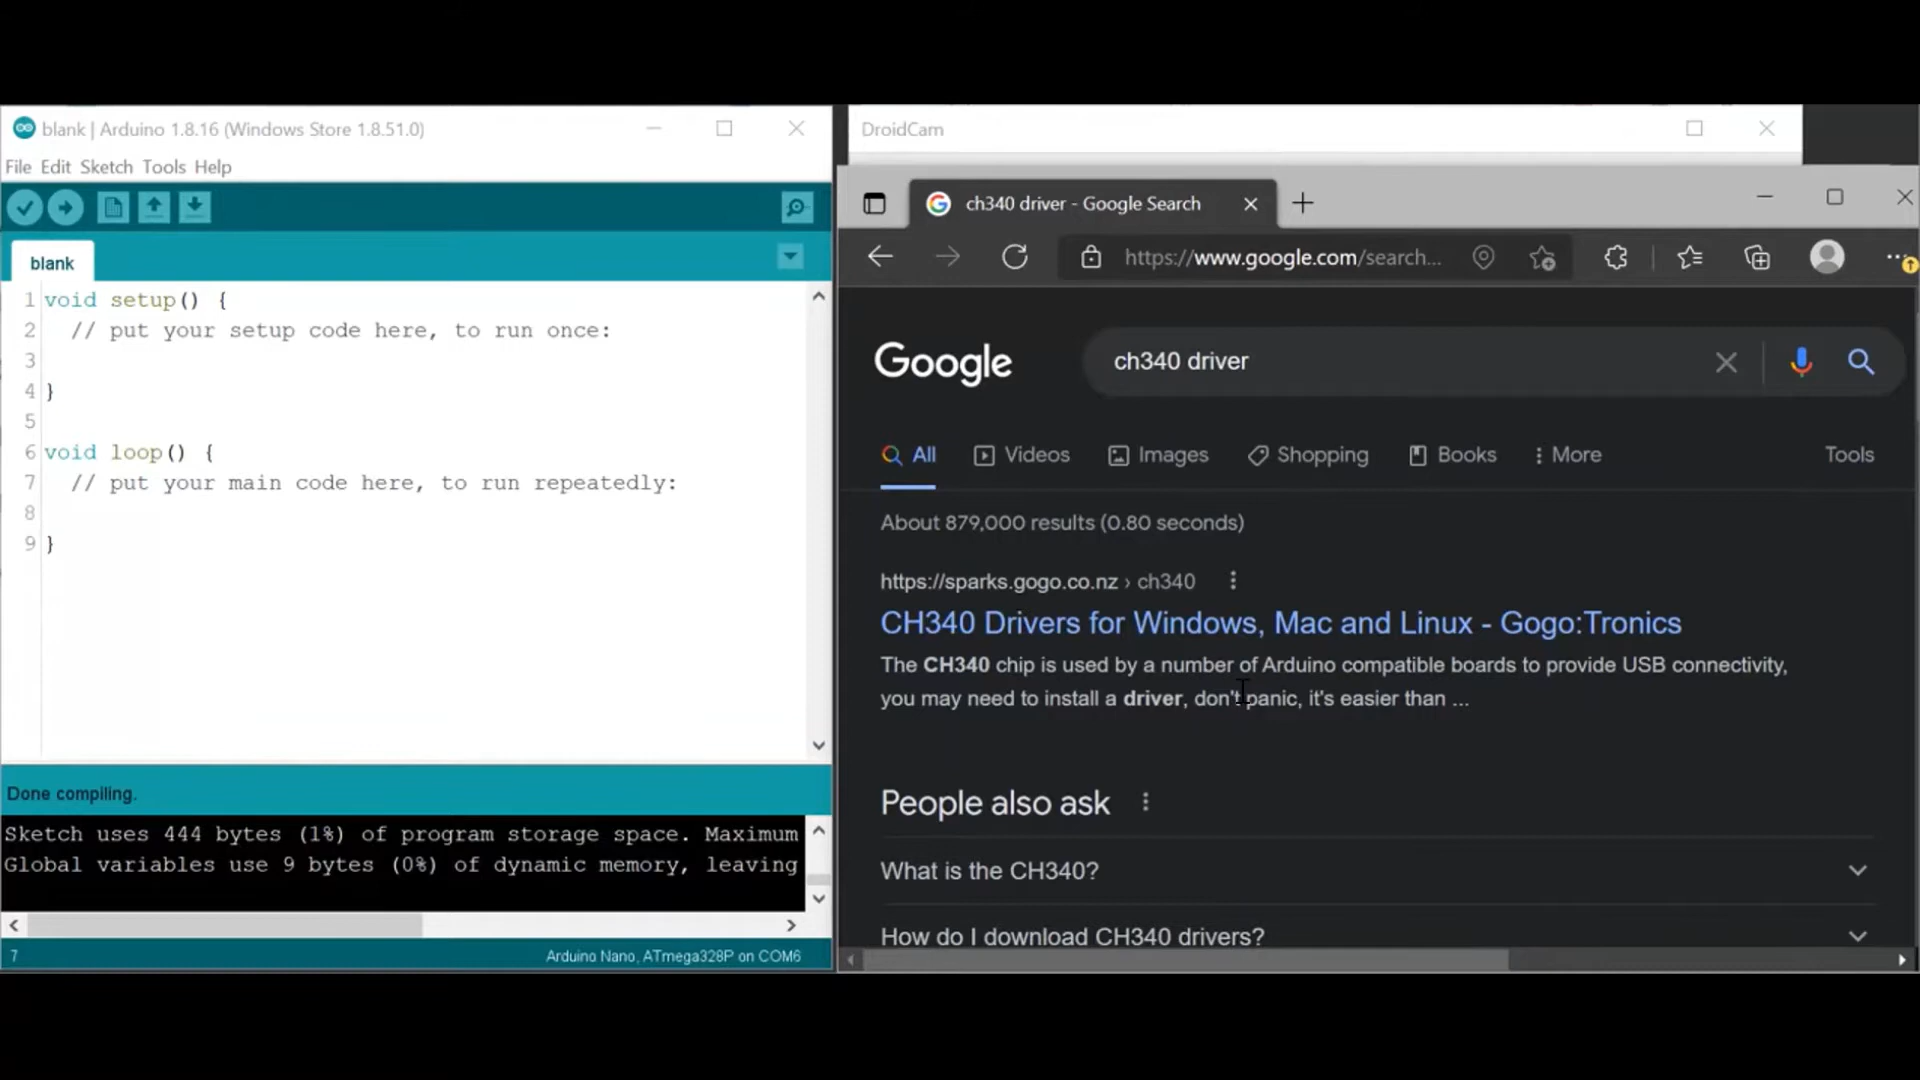 blank | Arduino 1.8.16 (Windows Store 1.8.51.0)
File Edit Sketch Tools Help
blank
1 void setup() {
2 // put your setup code here, to run once:
3
4 }
5
6 void loop() {
7 // put your main code here, to run repeatedly:
8
9 }
Done compiling.
Sketch uses 444 bytes (1%) of program storage space. Maximum
Global variables use 9 bytes (0%) of dynamic memory, leaving
7
Arduino Nano, ATmega328P on COM6
DroidCam
ch340 driver - Google Search
https://www.google.com/search...
Google
ch340 driver
All Videos Images Shopping Books More Tools
About 879,000 results (0.80 seconds)
https://sparks.gogo.co.nz › ch340
CH340 Drivers for Windows, Mac and Linux - Gogo:Tronics
The CH340 chip is used by a number of Arduino compatible boards to provide USB connectivity,
you may need to install a driver, don't panic, it's easier than ...
People also ask
What is the CH340?
How do I download CH340 drivers?